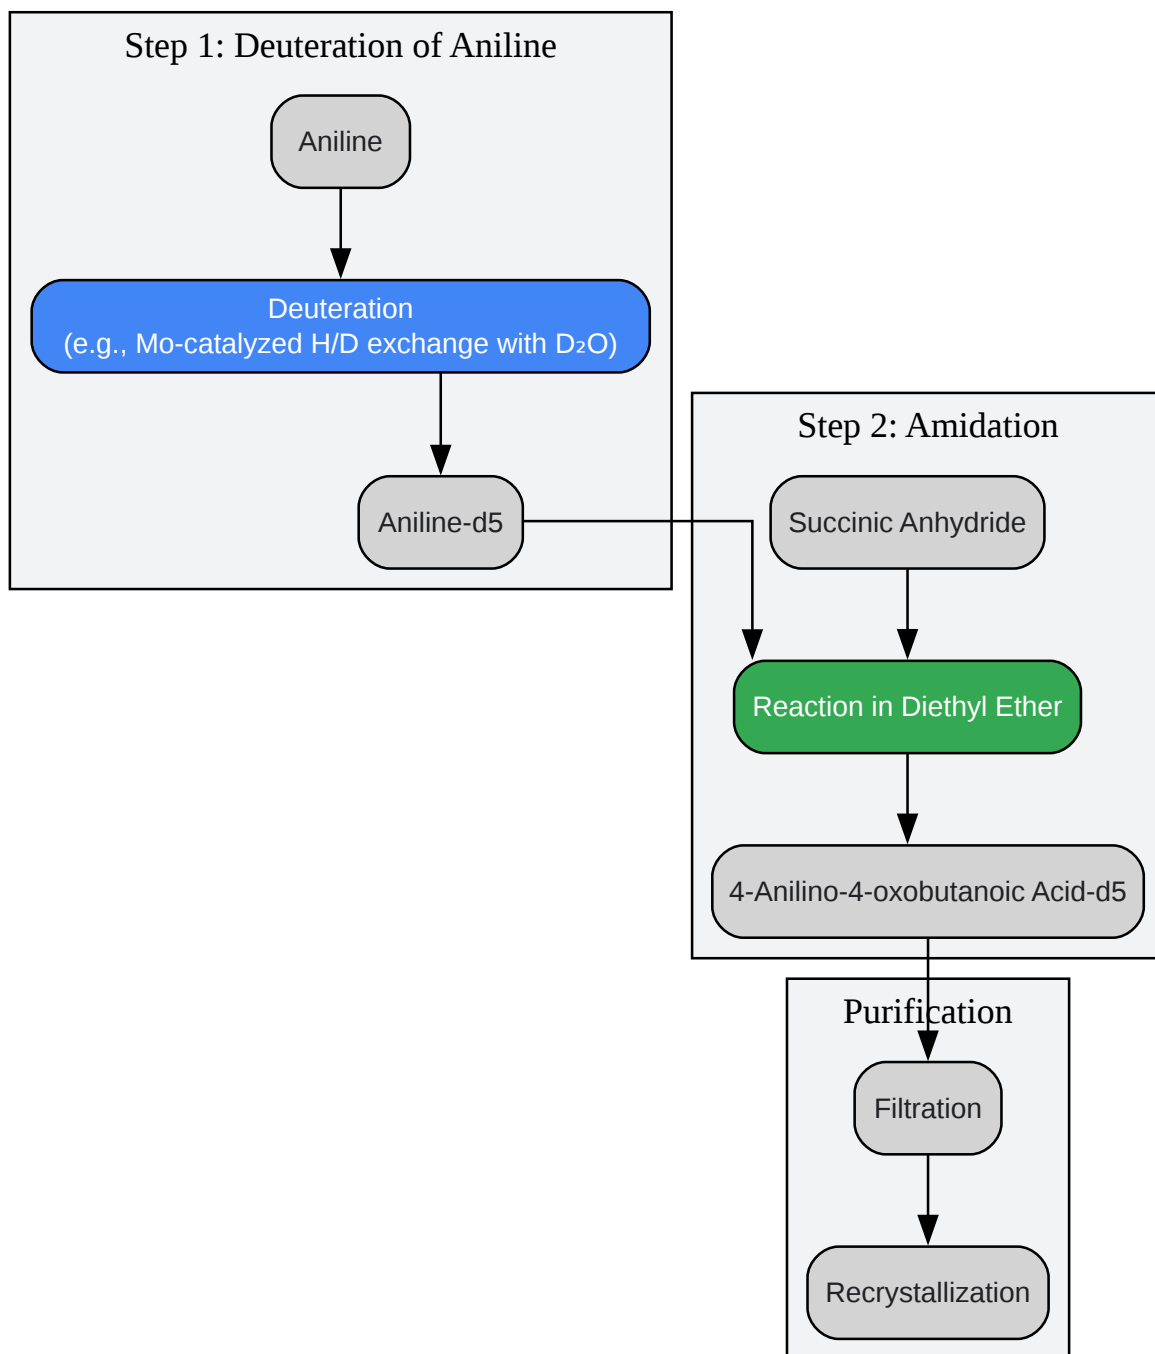 Step 1: Deuteration of Aniline
Aniline
Deuteration
(e.g., Mo-catalyzed H/D exchange with D₂O)
Aniline-d5
Step 2: Amidation
Succinic Anhydride
Reaction in Diethyl Ether
4-Anilino-4-oxobutanoic Acid-d5
Purification
Filtration
Recrystallization